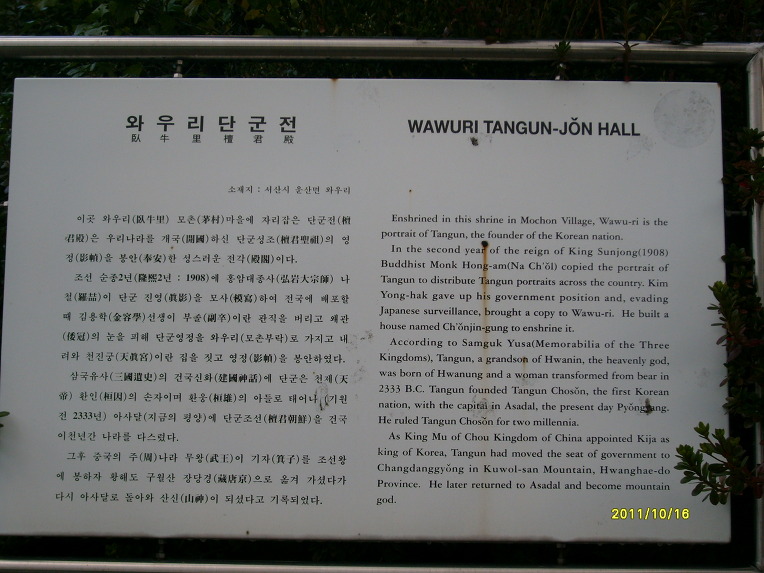 와우리단군전
臥牛里檀君殿
소재지 : 서산시 운산면 와우리
이곳 와우리(臥牛里) 모촌(茅村)마을에 자리잡은 단군전(檀
君殿)은 우리나라를 개국(開國)하신 단군성조(檀君聖祖)의 영
정(影幀)을 봉안(奉安)한 성스러운 전각(殿閣)이다.
조선 순종2년(隆熙2년 : 1908)에 홍암대종사(弘岩大宗師) 나
철(羅喆)이 단군 진영(眞影)을 모사(模寫)하여 전국에 배포할
때 김용학(金容學)선생이 부솔(副卒)이란 관직을 버리고 왜관
(倭冠)의 눈을 피해 단군영정을 와우리(모촌부락)로 가지고 내
려와 천진궁(天眞宮)이란 집을 짓고 영정(影幀)을 봉안하였다.
삼국유사(三國遺史)의 건국신화(建國神話)에 단군은 천제(天
帝) 환인(桓因)의 손자이며 환웅(桓雄)의 아들로 태어나 (기원
전 2333년) 아사달(지금의 평양)에 단군조선(檀君朝鮮)을 건국
이천년간 나라를 다스렸다.
그후 중국의 주(周)나라 무왕(武王)이 기자(箕子)를 조선왕
에 봉하자 황해도 구월산 장당경(藏唐京)으로 옮겨 가셨다가
다시 아사달로 돌아와 산신(山神)이 되셨다고 기록되었다.
WAWURI TANGUN-JŎN HALL
Enshrined in this shrine in Mochon Village, Wawu-ri is the
portrait of Tangun, the founder of the Korean nation.
In the second year of the reign of King Sunjong(1908)
Buddhist Monk Hong-am(Na Ch'ŏl) copied the portrait of
Tangun to distribute Tangun portraits across the country. Kim
Yong-hak gave up his government position and, evading
Japanese surveillance, brought a copy to Wawu-ri. He built a
house named Ch'ŏnjin-gung to enshrine it.
According to Samguk Yusa(Memorabilia of the Three
Kingdoms), Tangun, a grandson of Hwanin, the heavenly god,
was born of Hwanung and a woman transformed from bear in
2333 B.C. Tangun founded Tangun Chosŏn, the first Korean
nation, with the capital in Asadal, the present day Pyŏngyang.
He ruled Tangun Chosŏn for two millennia.
As King Mu of Chou Kingdom of China appointed Kija as
king of Korea, Tangun had moved the seat of government to
Changdanggyŏng in Kuwol-san Mountain, Hwanghae-do
Province. He later returned to Asadal and become mountain
god.
2011/10/16